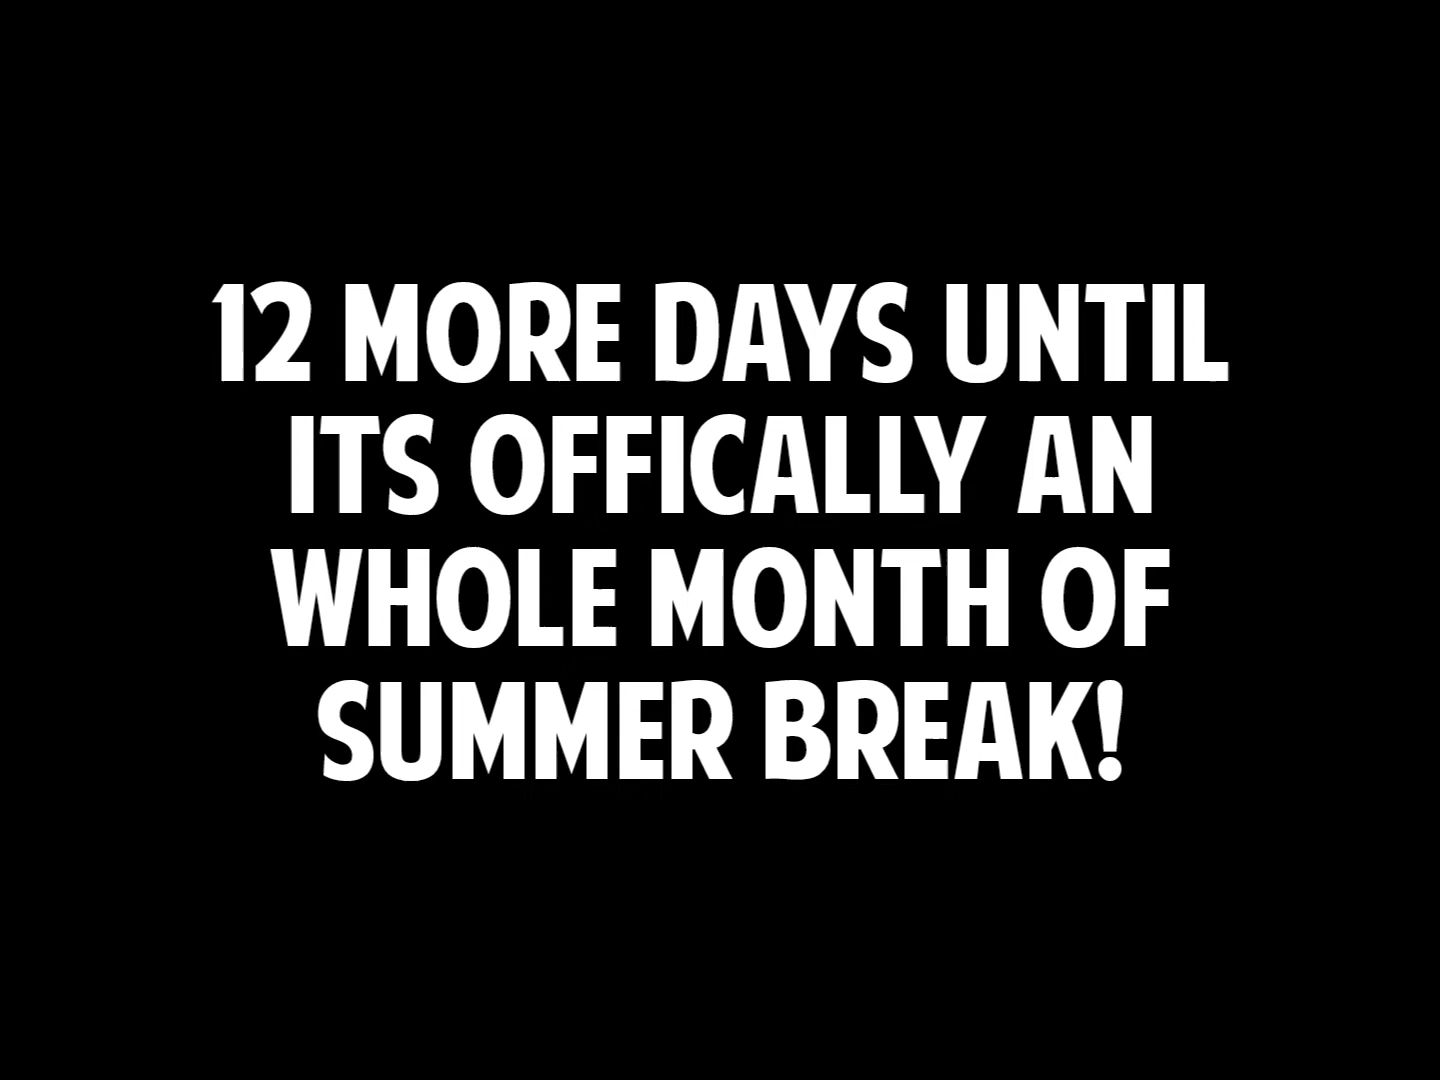 12 MORE DAYS UNTIL
ITS OFFICALLY AN
WHOLE MONTH OF
SUMMER BREAK!